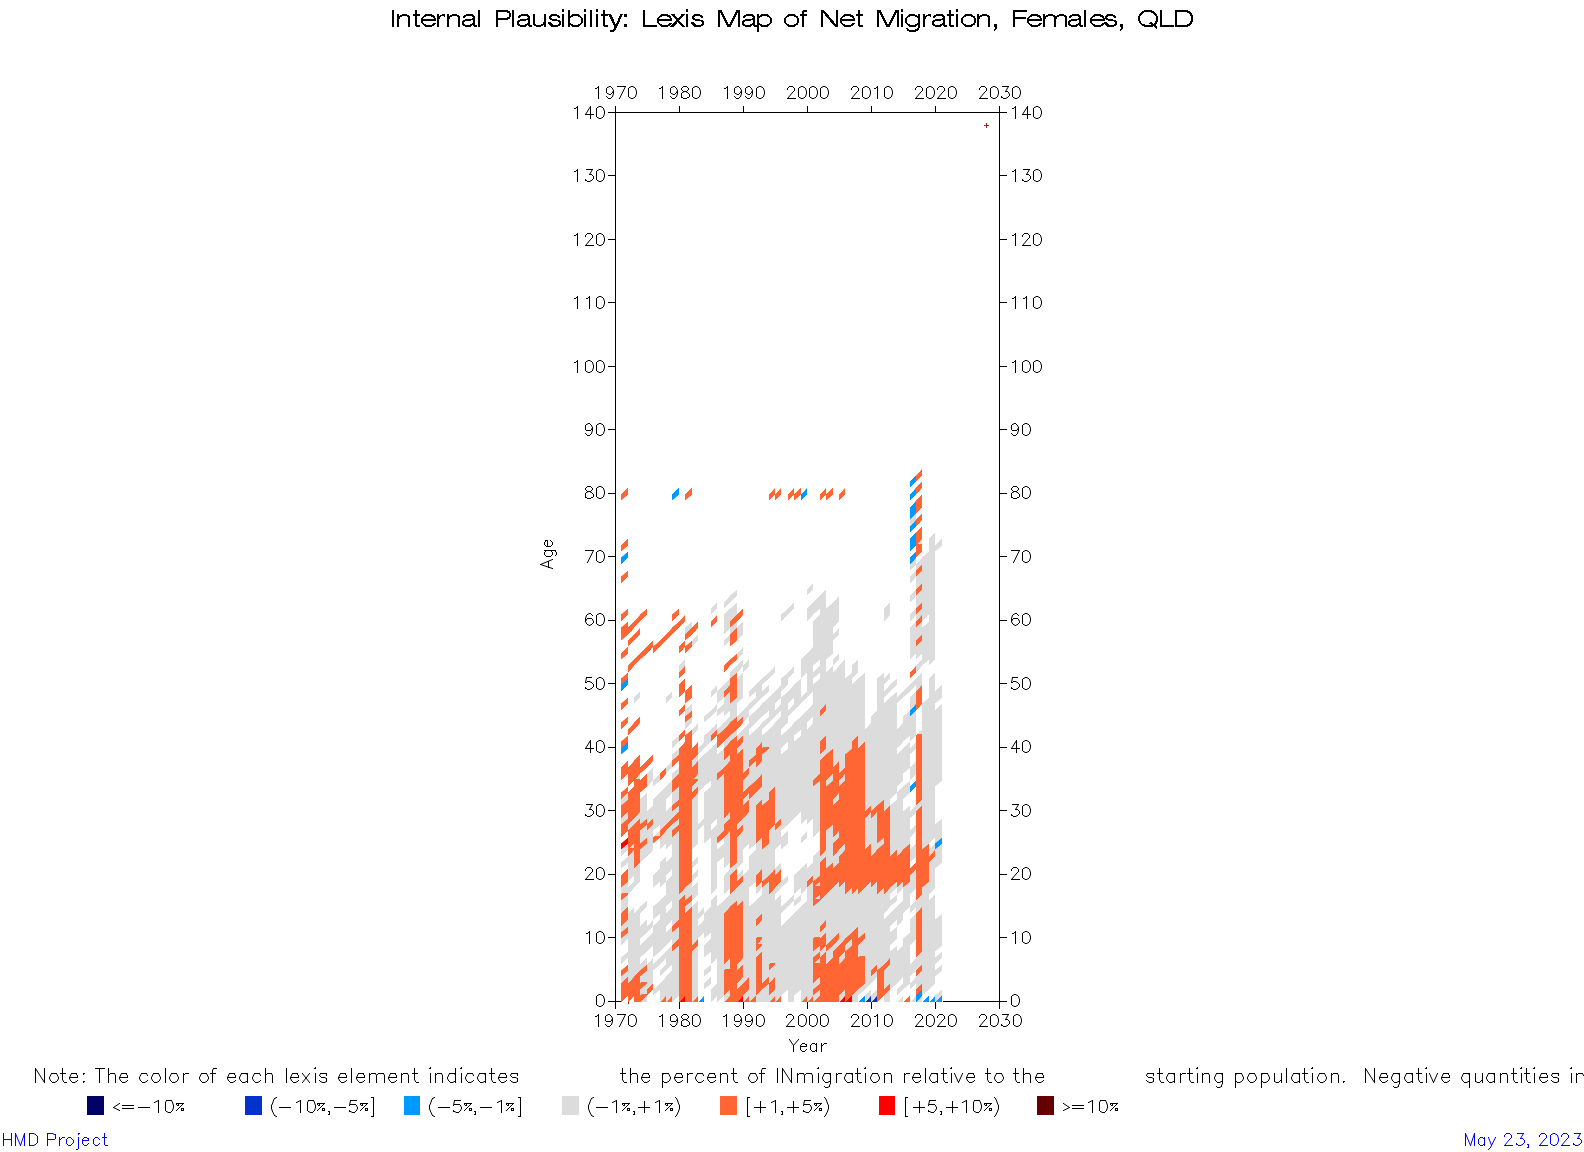 Internal Plausibility: Lexis Map of Net Migration, Females, QLD
1970 1980 1990 2000 2010 2020 2030
140 140
130 130
120 120
110 110
100 100
90 90
80 80
70 70
Age
60 60
50 50
40 40
30 30
20 20
10 10
0 0
1970 1980 1990 2000 2010 2020 2030
Year
Note: The color of each lexis element indicates the percent of INmigration relative to the starting population. Negative quantities in
<=-10% (-10%,-5%] (-5%,-1%] (-1%,+1%) [+1,+5%) [+5,+10%) >=10%
HMD Project May 23, 2023